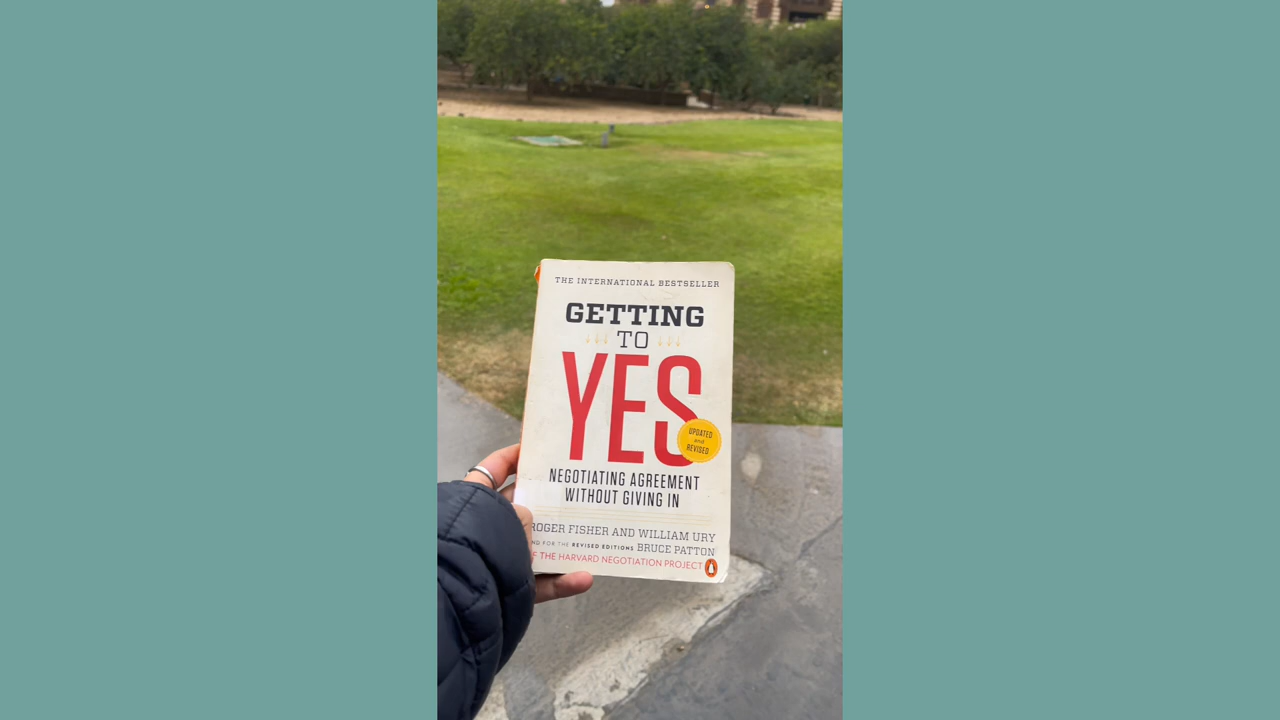 THE INTERNATIONAL BESTSELLER
GETTING
TO
YES
UPDATED
and
REVISED
NEGOTIATING AGREEMENT
WITHOUT GIVING IN
ROGER FISHER AND WILLIAM URY
FOR THE REVISED EDITIONS BRUCE PATTON
THE HARVARD NEGOTIATION PROJECT